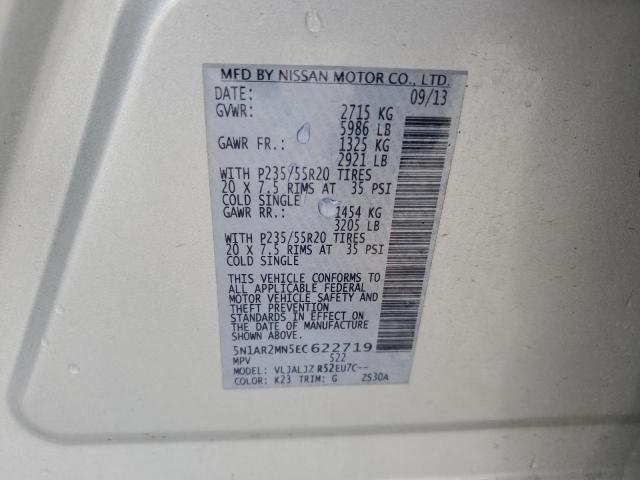 MFD BY NISSAN MOTOR CO., LTD.
DATE: 09/13
GVWR: 2715 KG
5986 LB
GAWR FR.: 1325 KG
2921 LB
WITH P235/55R20 TIRES
20 X 7.5 RIMS AT 35 PSI
COLD SINGLE
GAWR RR.: 1454 KG
3205 LB
WITH P235/55R20 TIRES
20 X 7.5 RIMS AT 35 PSI
COLD SINGLE
THIS VEHICLE CONFORMS TO
ALL APPLICABLE FEDERAL
MOTOR VEHICLE SAFETY AND
THEFT PREVENTION
STANDARDS IN EFFECT ON
THE DATE OF MANUFACTURE
SHOWN ABOVE.
5N1AR2MN5EC622719
MPV 522
MODEL: VLJALJZ R52EU7C--
COLOR: K23 TRIM: G ZS30A